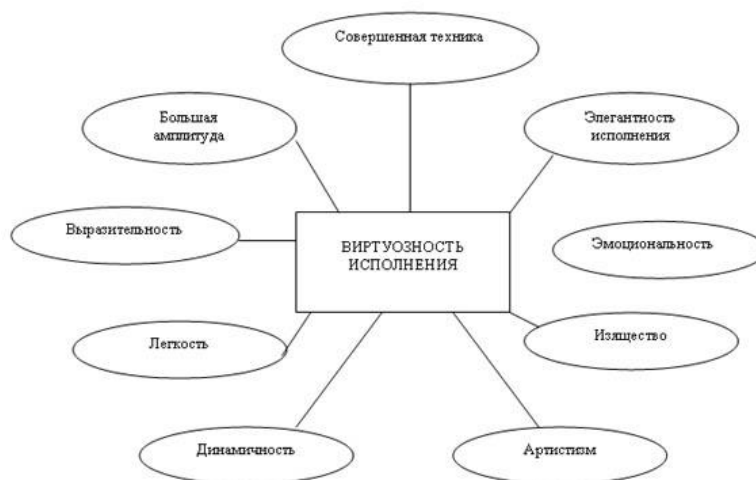 Совершенная техника
Большая
амплитуда
Элегантность
исполнения
Выразительность
ВИРТУОЗНОСТЬ
ИСПОЛНЕНИЯ
Эмоциональность
Легкость
Изящество
Динамичность
Артистизм